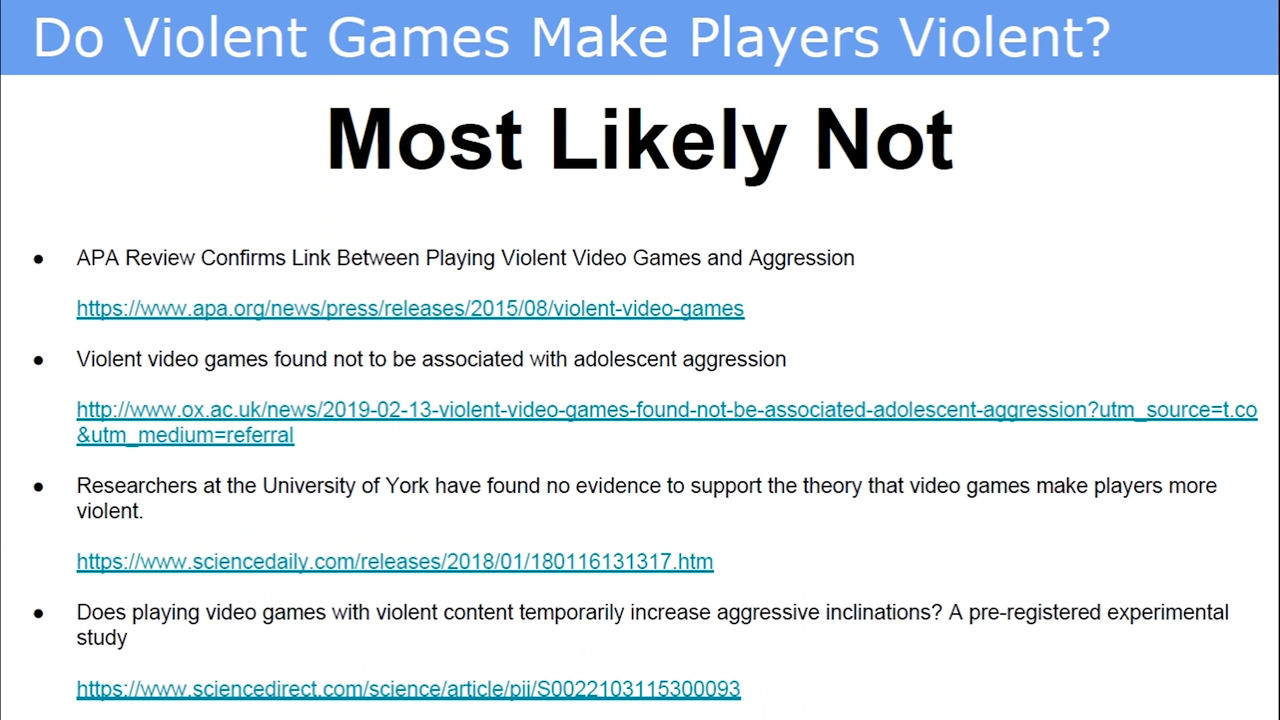 Do Violent Games Make Players Violent?
Most Likely Not
● APA Review Confirms Link Between Playing Violent Video Games and Aggression
https://www.apa.org/news/press/releases/2015/08/violent-video-games
● Violent video games found not to be associated with adolescent aggression
http://www.ox.ac.uk/news/2019-02-13-violent-video-games-found-not-be-associated-adolescent-aggression?utm_source=t.co
&utm_medium=referral
● Researchers at the University of York have found no evidence to support the theory that video games make players more
violent.
https://www.sciencedaily.com/releases/2018/01/180116131317.htm
● Does playing video games with violent content temporarily increase aggressive inclinations? A pre-registered experimental
study
https://www.sciencedirect.com/science/article/pii/S0022103115300093